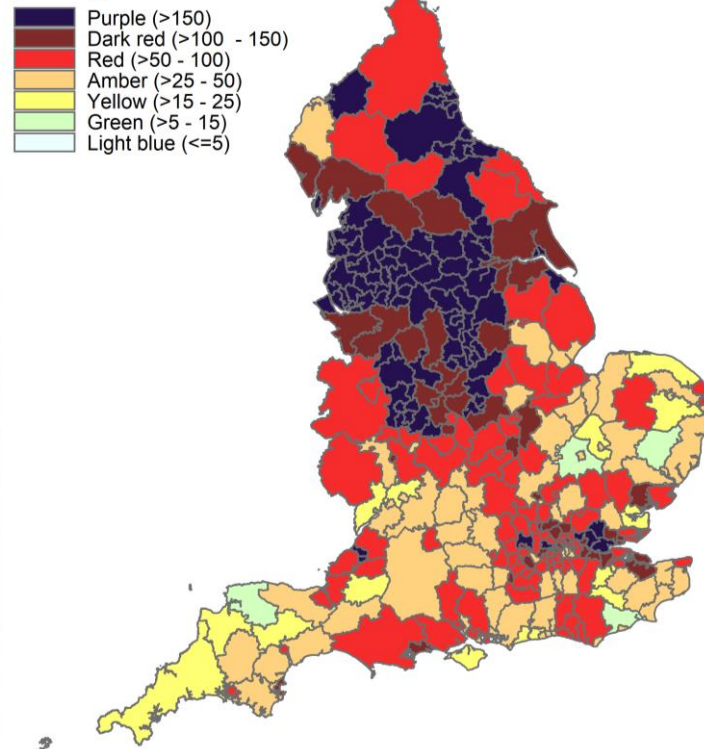 Purple (>150)
Dark red (>100 - 150)
Red (>50 - 100)
Amber (>25 - 50)
Yellow (>15 - 25)
Green (>5 - 15)
Light blue (<=5)